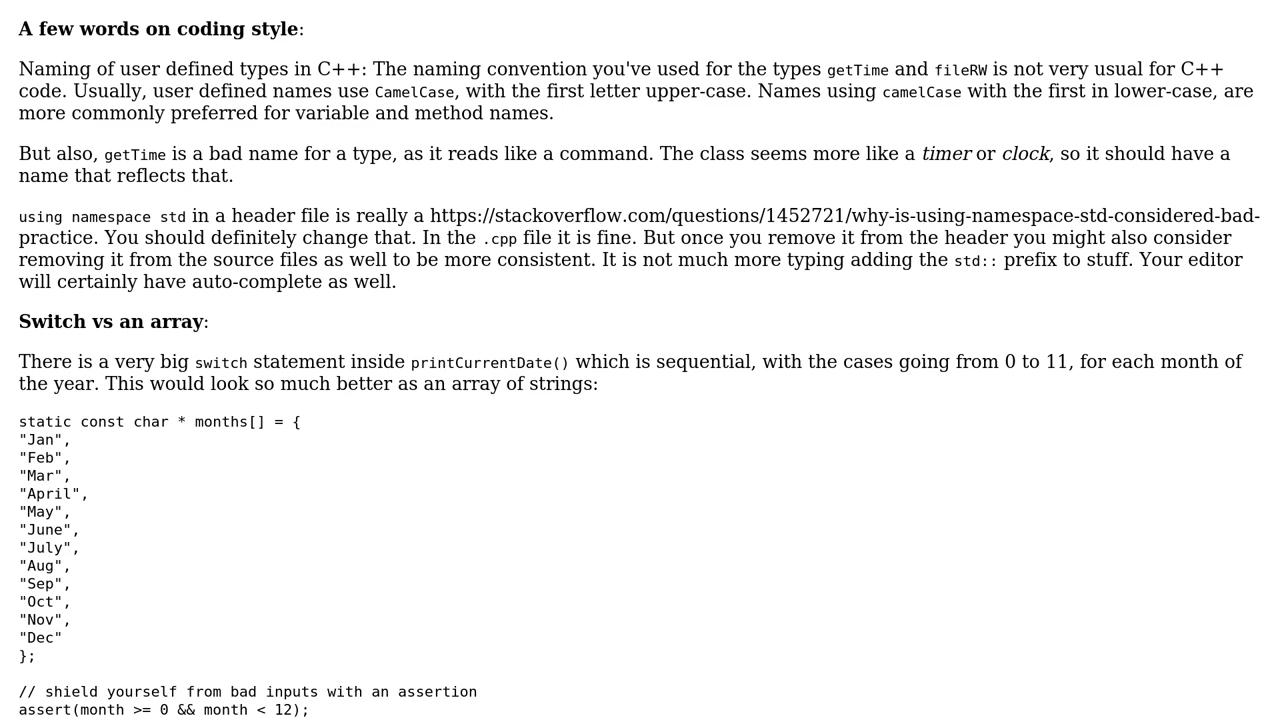 A few words on coding style:
Naming of user defined types in C++: The naming convention you've used for the types getTime and fileRW is not very usual for C++
code. Usually, user defined names use CamelCase, with the first letter upper-case. Names using camelCase with the first in lower-case, are
more commonly preferred for variable and method names.
But also, getTime is a bad name for a type, as it reads like a command. The class seems more like a timer or clock, so it should have a
name that reflects that.
using namespace std in a header file is really a https://stackoverflow.com/questions/1452721/why-is-using-namespace-std-considered-bad-
practice. You should definitely change that. In the .cpp file it is fine. But once you remove it from the header you might also consider
removing it from the source files as well to be more consistent. It is not much more typing adding the std:: prefix to stuff. Your editor
will certainly have auto-complete as well.
Switch vs an array:
There is a very big switch statement inside printCurrentDate() which is sequential, with the cases going from 0 to 11, for each month of
the year. This would look so much better as an array of strings:
static const char * months[] = {
"Jan",
"Feb",
"Mar",
"April",
"May",
"June",
"July",
"Aug",
"Sep",
"Oct",
"Nov",
"Dec"
};
// shield yourself from bad inputs with an assertion
assert(month >= 0 && month < 12);